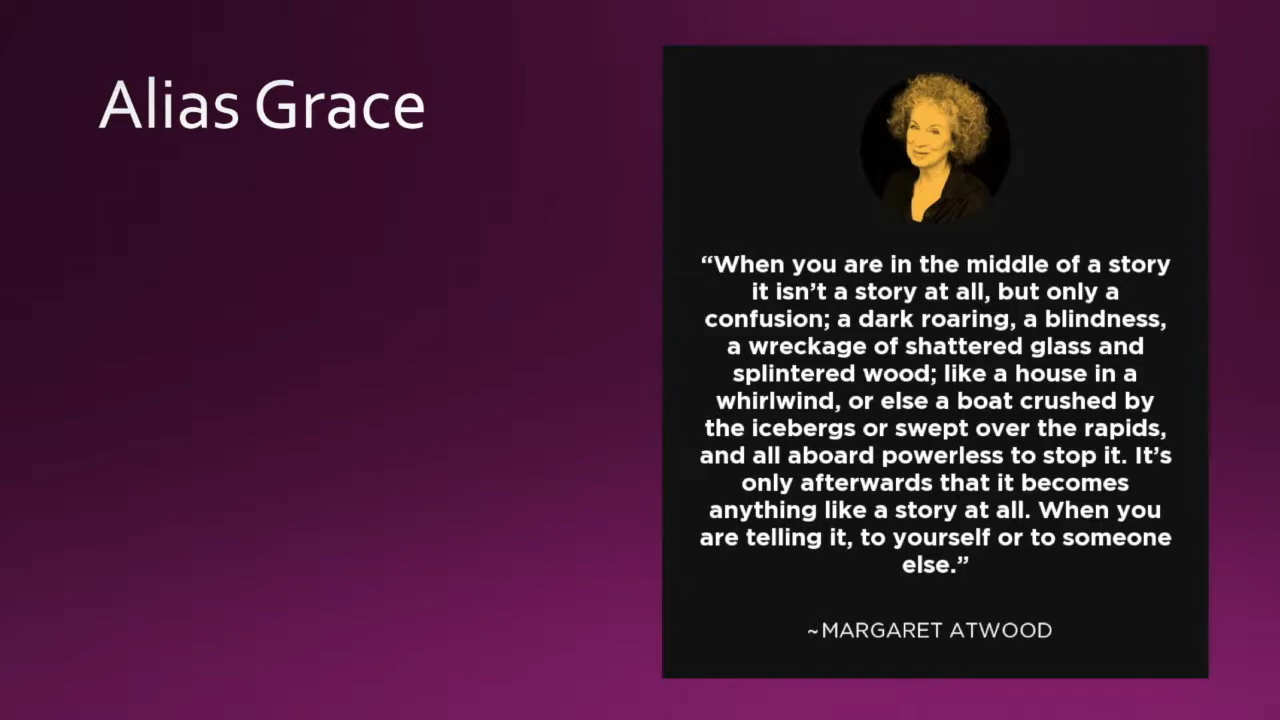 Alias Grace
“When you are in the middle of a story
it isn’t a story at all, but only a
confusion; a dark roaring, a blindness,
a wreckage of shattered glass and
splintered wood; like a house in a
whirlwind, or else a boat crushed by
the icebergs or swept over the rapids,
and all aboard powerless to stop it. It’s
only afterwards that it becomes
anything like a story at all. When you
are telling it, to yourself or to someone
else.”
~MARGARET ATWOOD